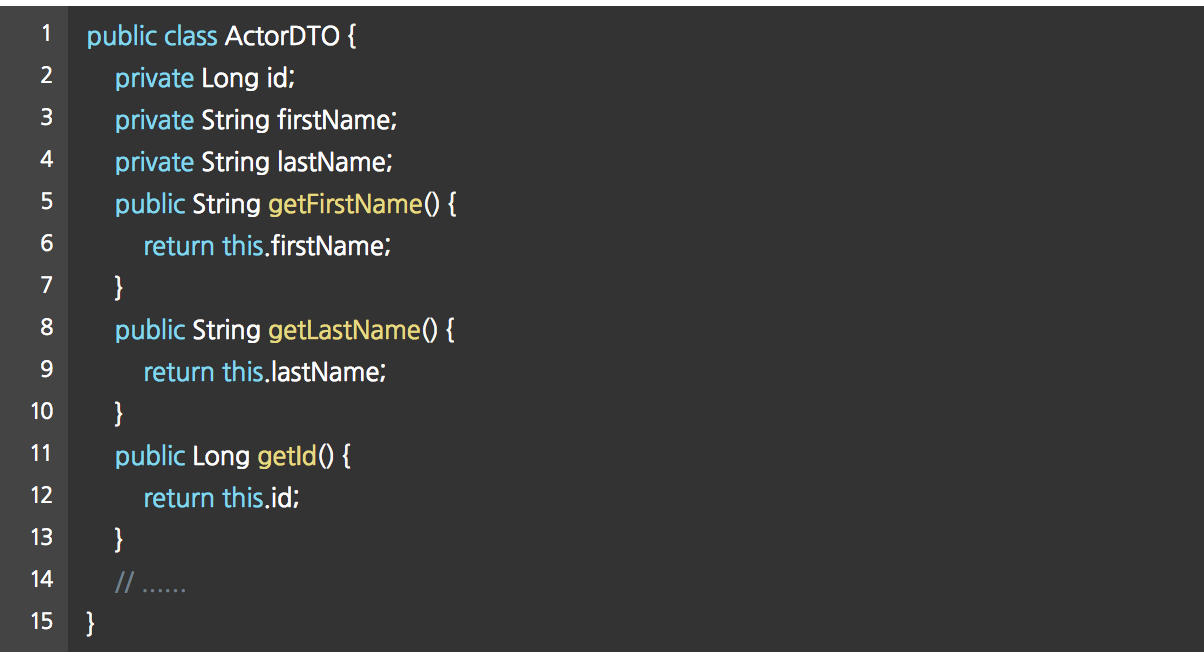 1 public class ActorDTO {
2 private Long id;
3 private String firstName;
4 private String lastName;
5 public String getFirstName() {
6 return this.firstName;
7 }
8 public String getLastName() {
9 return this.lastName;
10 }
11 public Long getId() {
12 return this.id;
13 }
14 // ......
15 }